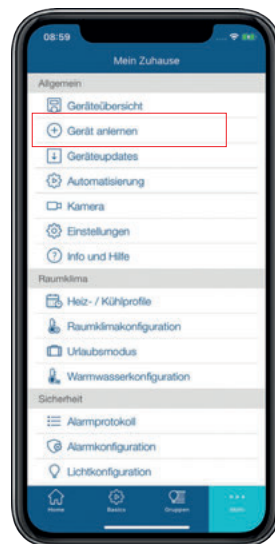 08:59
Mein Zuhause
Allgemein
Geräteübersicht
Gerät anlernen
Geräteupdates
Automatisierung
Kamera
Einstellungen
Info und Hilfe
Raumklima
Heiz- / Kühlprofile
Raumklimakonfiguration
Urlaubsmodus
Warmwasserkonfiguration
Sicherheit
Alarmprotokoll
Alarmkonfiguration
Lichtkonfiguration
Home
Basics
Gruppen
Mehr